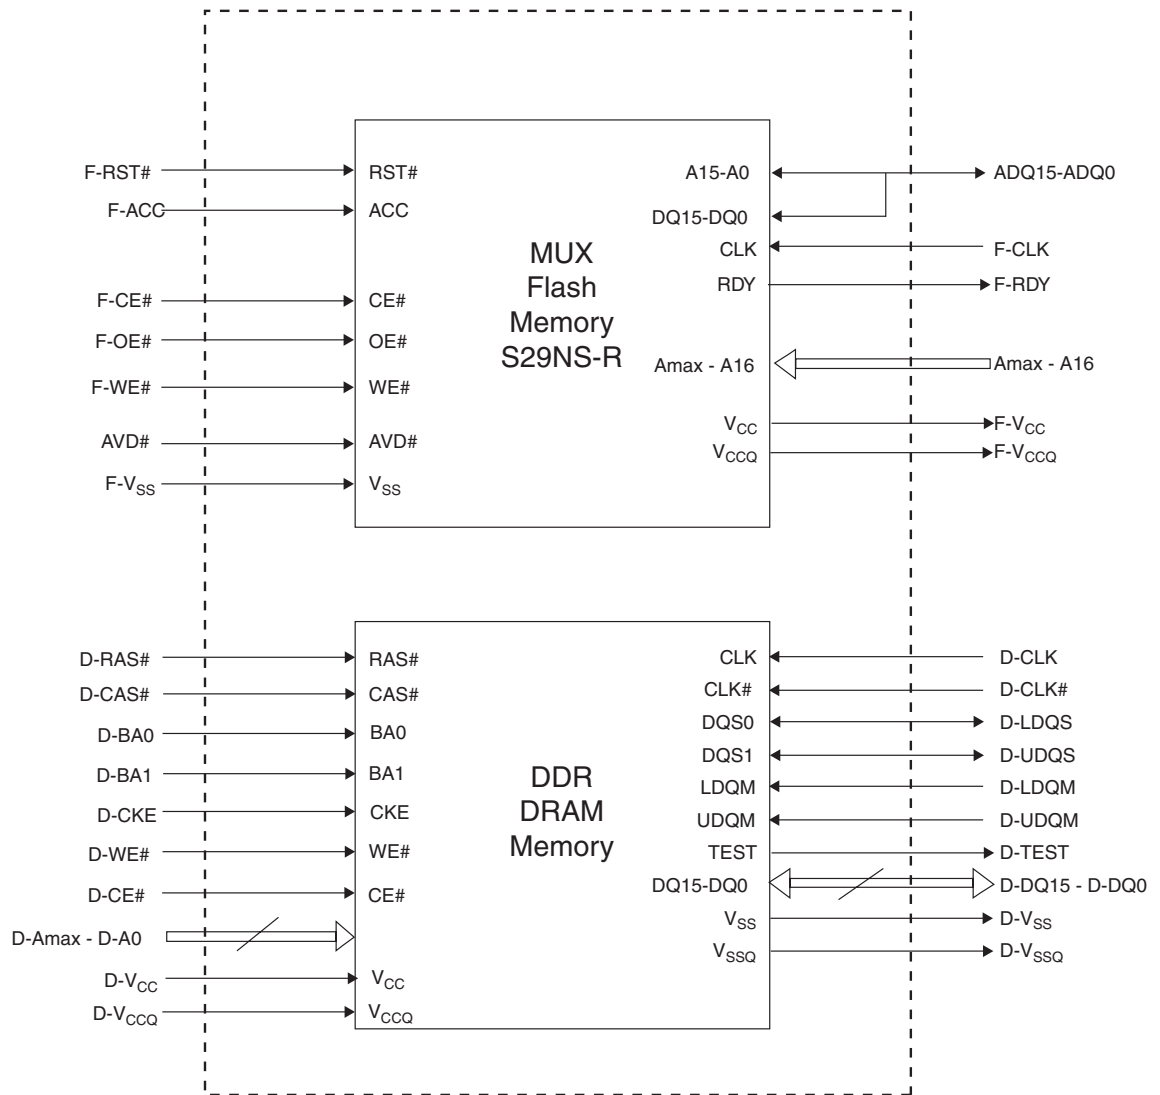 F-RST#
RST#
A15-A0
ADQ15-ADQ0
F-ACC
ACC
DQ15-DQ0
CLK
F-CLK
RDY
F-RDY
MUX
Flash
Memory
S29NS-R
F-CE#
CE#
F-OE#
OE#
Amax - A16
Amax - A16
F-WE#
WE#
AVD#
AVD#
VCC
F-VCC
VCCQ
F-VCCQ
F-VSS
VSS
D-RAS#
RAS#
CLK
D-CLK
D-CAS#
CAS#
CLK#
D-CLK#
D-BA0
BA0
DQS0
D-LDQS
D-BA1
BA1
DQS1
D-UDQS
DDR
DRAM
Memory
LDQM
D-LDQM
D-CKE
CKE
UDQM
D-UDQM
D-WE#
WE#
TEST
D-TEST
D-CE#
CE#
DQ15-DQ0
D-DQ15 - D-DQ0
D-Amax - D-A0
VSS
D-VSS
VSSQ
D-VSSQ
D-VCC
VCC
D-VCCQ
VCCQ